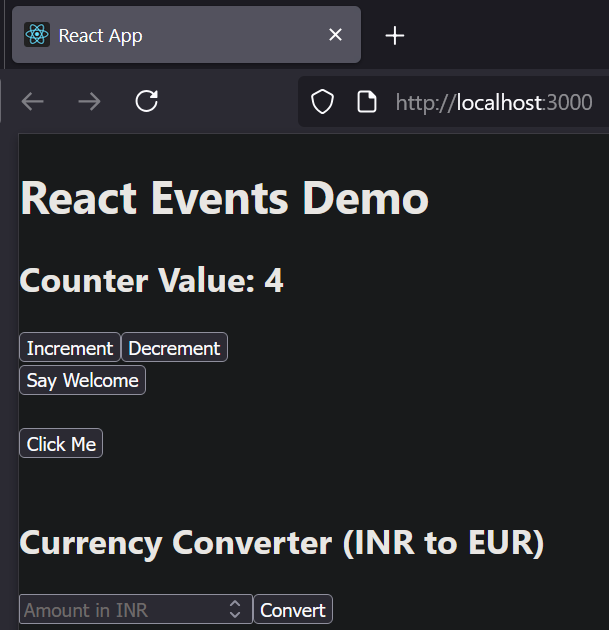 React App
http://localhost:3000
React Events Demo
Counter Value: 4
Increment Decrement
Say Welcome
Click Me
Currency Converter (INR to EUR)
Amount in INR Convert